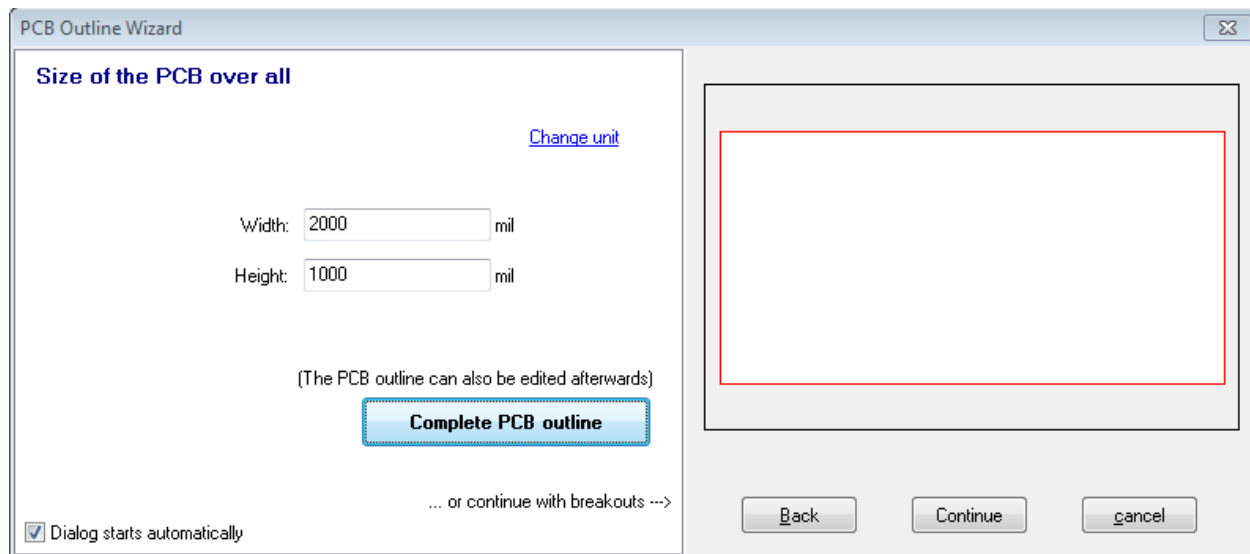 PCB Outline Wizard
Size of the PCB over all
Change unit
Width: 2000 mil
Height: 1000 mil
(The PCB outline can also be edited afterwards)
Complete PCB outline
... or continue with breakouts --->
Dialog starts automatically
Back Continue cancel